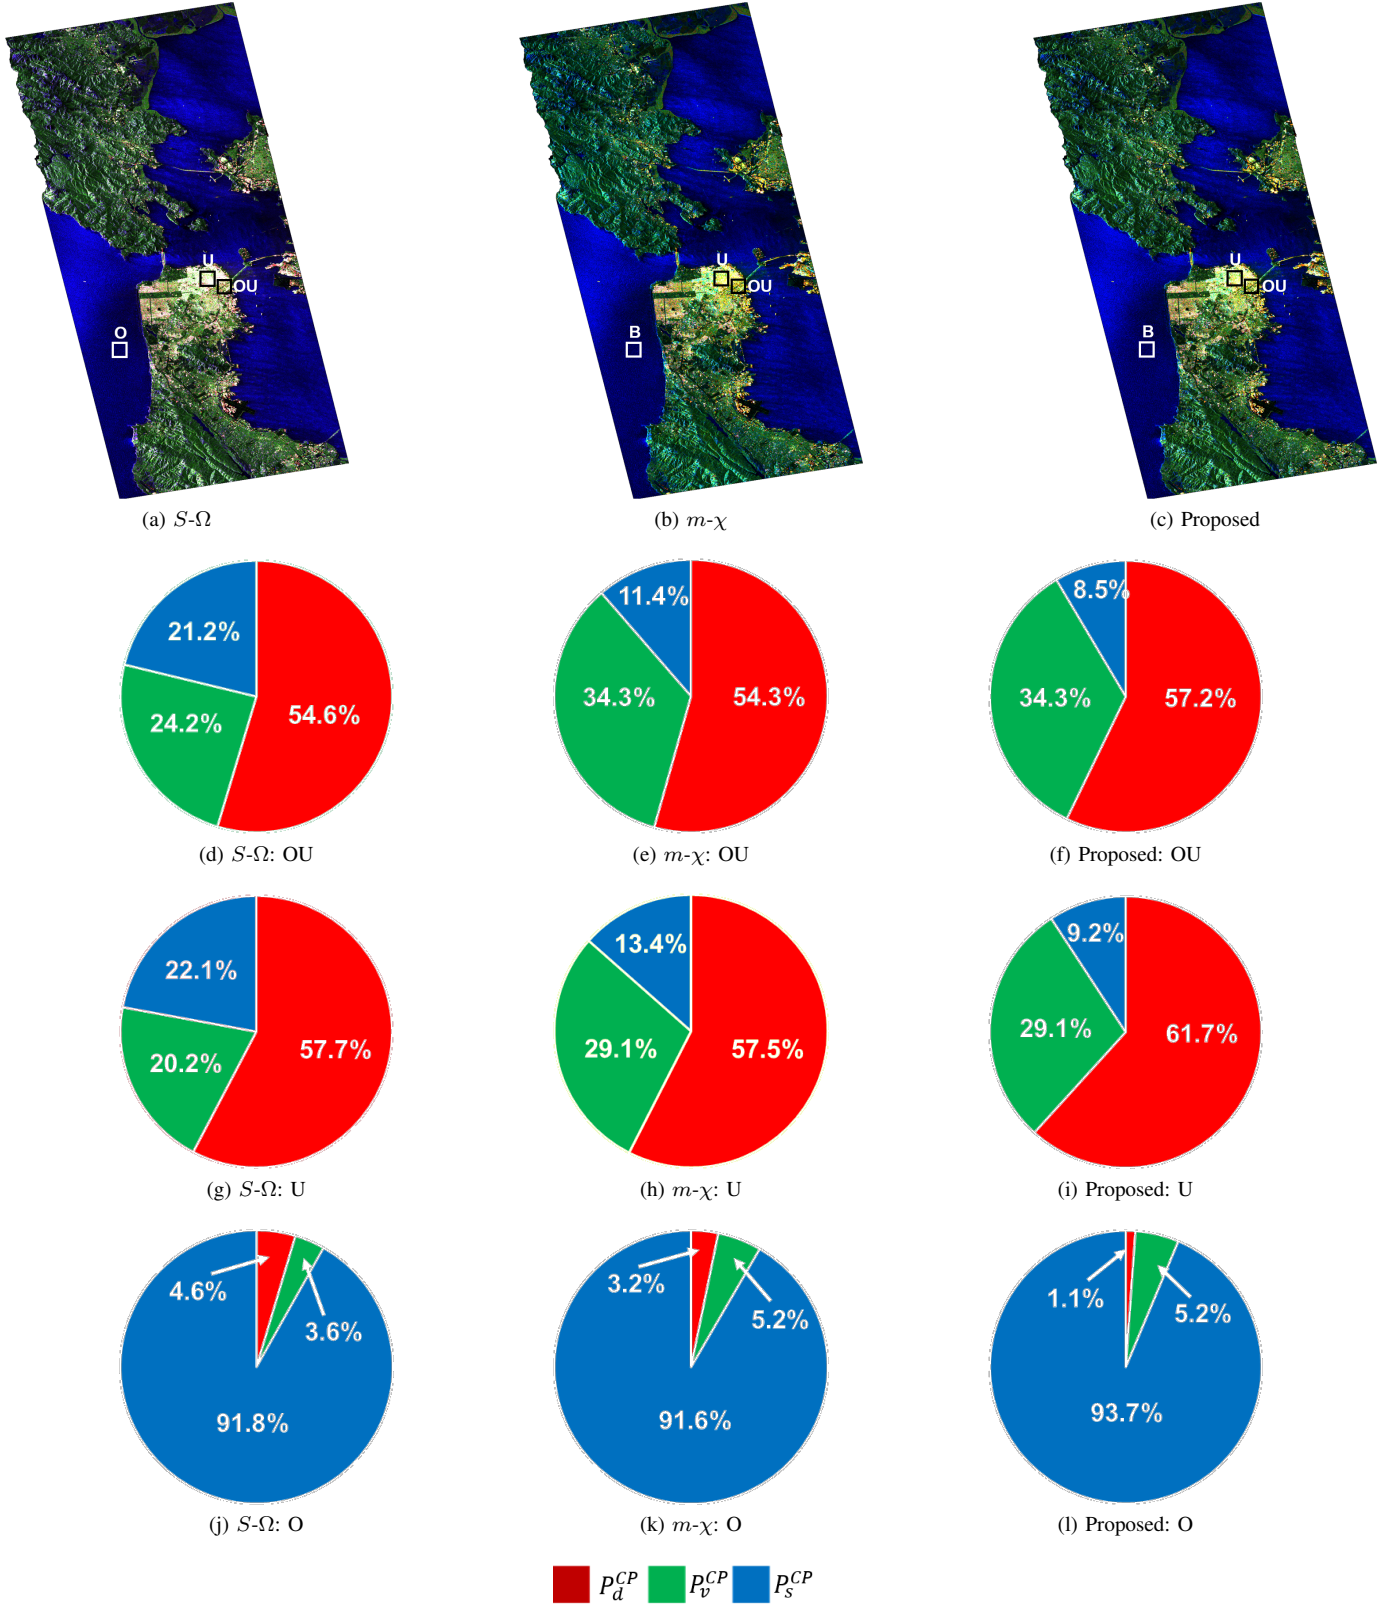 U
OU
O
U
OU
B
U
OU
B
(a) S-Ω
(b) m-χ
(c) Proposed
21.2%
24.2%
54.6%
11.4%
34.3%
54.3%
8.5%
34.3%
57.2%
(d) S-Ω: OU
(e) m-χ: OU
(f) Proposed: OU
22.1%
20.2%
57.7%
13.4%
29.1%
57.5%
9.2%
29.1%
61.7%
(g) S-Ω: U
(h) m-χ: U
(i) Proposed: U
4.6%
3.6%
91.8%
3.2%
5.2%
91.6%
1.1%
5.2%
93.7%
(j) S-Ω: O
(k) m-χ: O
(l) Proposed: O
P_d^{CP} P_v^{CP} P_s^{CP}